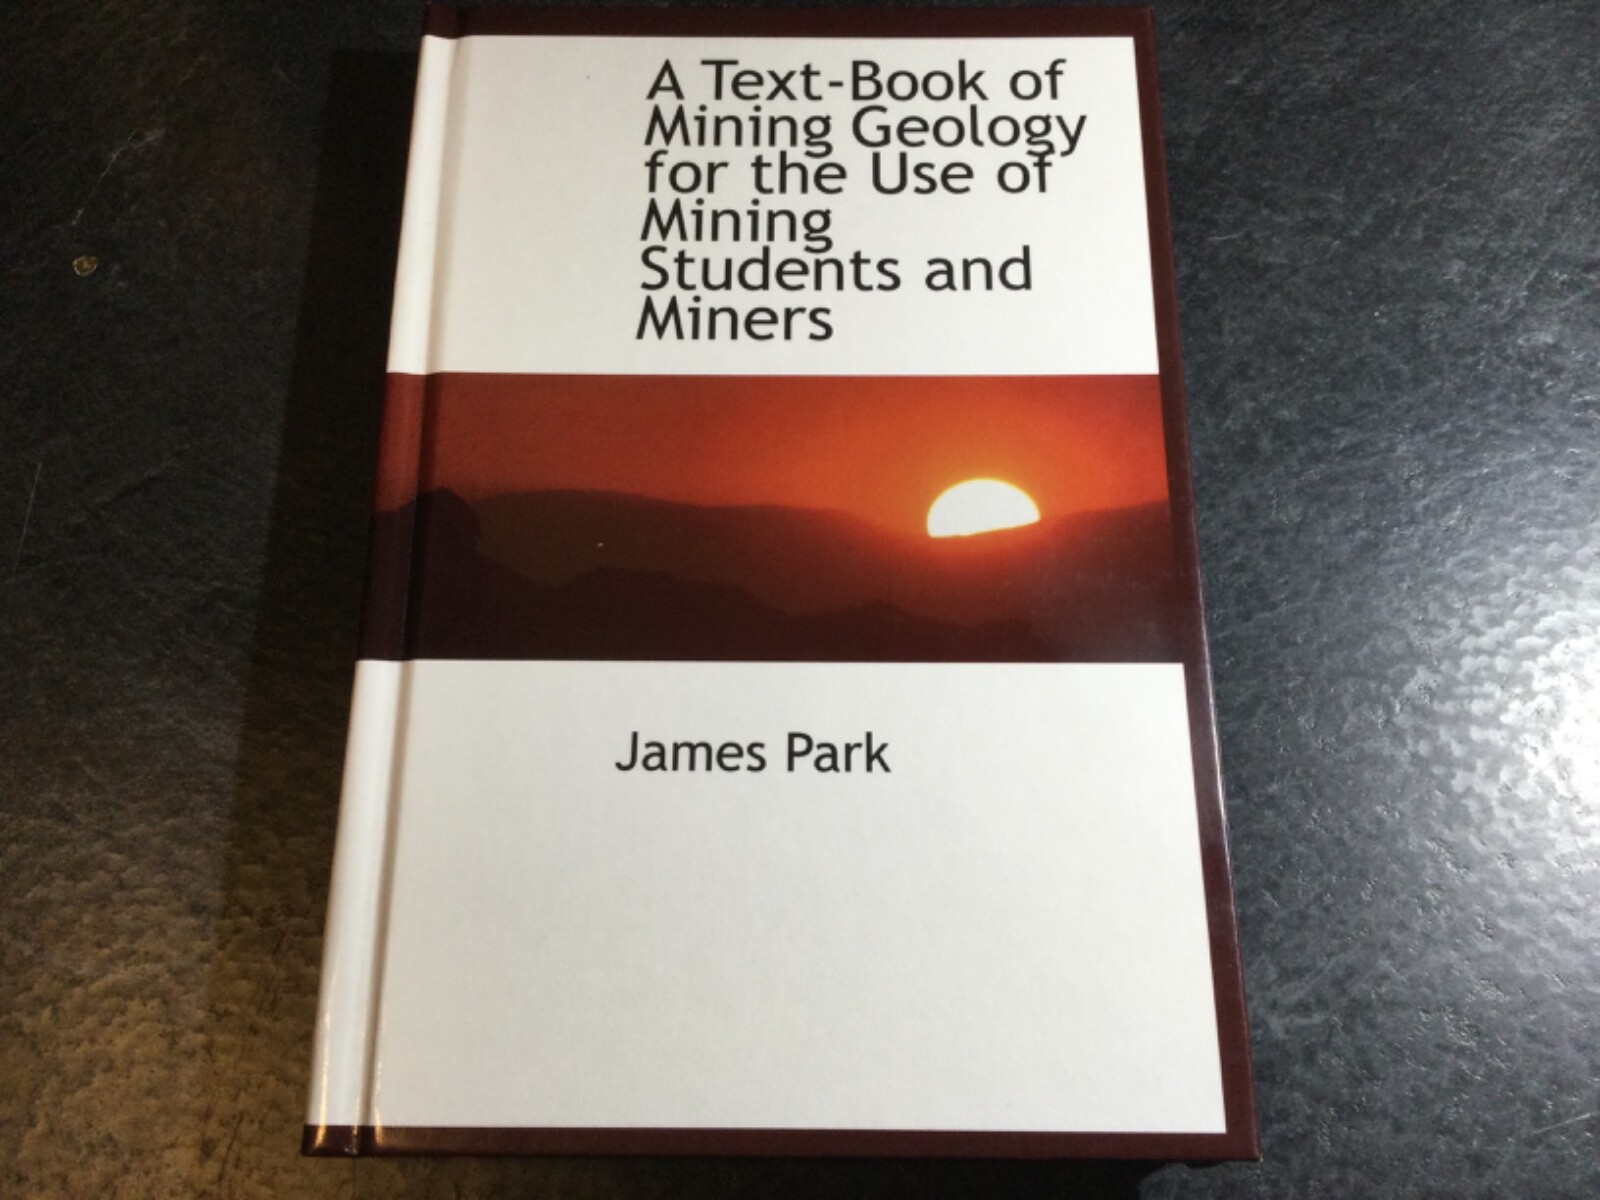 A Text-Book of
Mining Geology
for the Use of
Mining
Students and
Miners
James Park